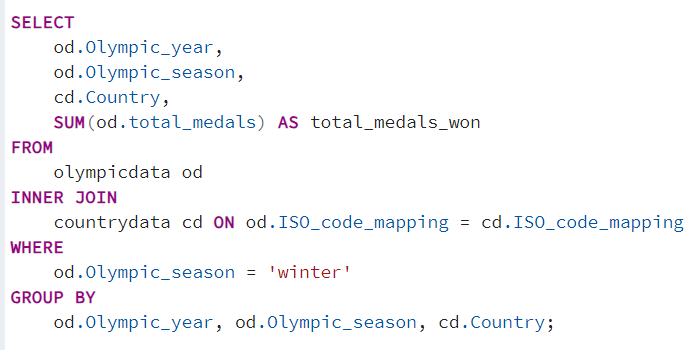 SELECT
    od.Olympic_year,
    od.Olympic_season,
    cd.Country,
    SUM(od.total_medals) AS total_medals_won
FROM
    olympicdata od
INNER JOIN
    countrydata cd ON od.ISO_code_mapping = cd.ISO_code_mapping
WHERE
    od.Olympic_season = 'winter'
GROUP BY
    od.Olympic_year, od.Olympic_season, cd.Country;